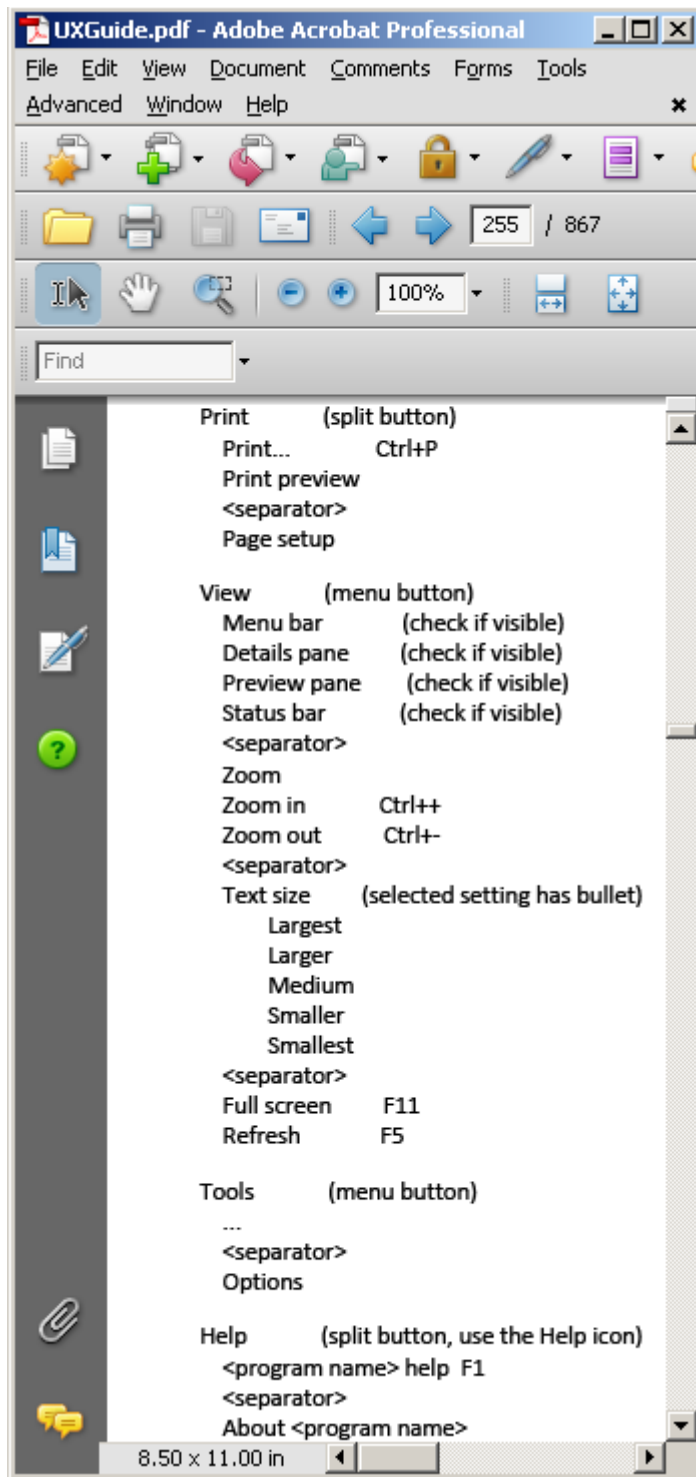 UXGuide.pdf - Adobe Acrobat Professional
File Edit View Document Comments Forms Tools
Advanced Window Help
255 / 867
100%
Find
Print (split button)
Print... Ctrl+P
Print preview
<separator>
Page setup
View (menu button)
Menu bar (check if visible)
Details pane (check if visible)
Preview pane (check if visible)
Status bar (check if visible)
<separator>
Zoom
Zoom in Ctrl++
Zoom out Ctrl+-
<separator>
Text size (selected setting has bullet)
Largest
Larger
Medium
Smaller
Smallest
<separator>
Full screen F11
Refresh F5
Tools (menu button)
...
<separator>
Options
Help (split button, use the Help icon)
<program name> help F1
<separator>
About <program name>
8.50 x 11.00 in